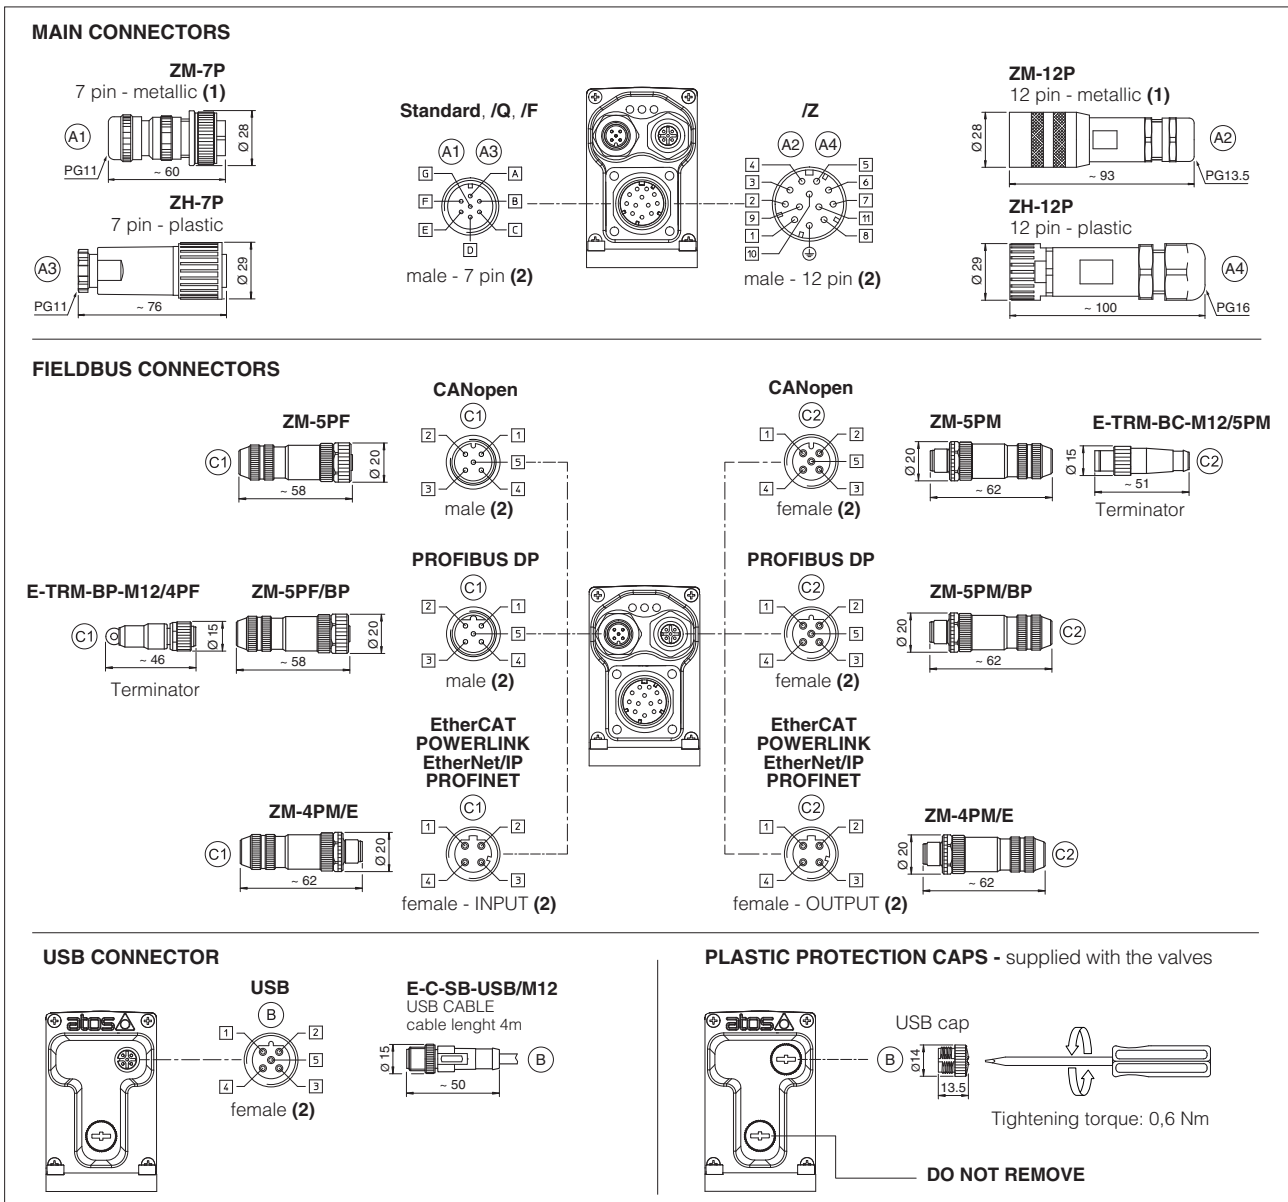 MAIN CONNECTORS
ZM-7P
7 pin - metallic (1)
A1
PG11
~ 60
Ø 28
ZH-7P
7 pin - plastic
A3
PG11
~ 76
Ø 29
Standard, /Q, /F
A1 A3
G A
F B
E C
D
male - 7 pin (2)
/Z
A2 A4
4 5
3 6
2 7
9 11
1 8
10
male - 12 pin (2)
ZM-12P
12 pin - metallic (1)
Ø 28
A2
~ 93
PG13.5
ZH-12P
12 pin - plastic
Ø 29
A4
~ 100
PG16
FIELDBUS CONNECTORS
ZM-5PF
C1
~ 58
Ø 20
CANopen
C1
2 1
5
3 4
male (2)
CANopen
C2
1 2
5
4 3
female (2)
ZM-5PM
Ø 20
~ 62
E-TRM-BC-M12/5PM
Ø 15
C2
~ 51
Terminator
E-TRM-BP-M12/4PF
C1
Ø 15
~ 46
Terminator
ZM-5PF/BP
Ø 20
~ 58
PROFIBUS DP
C1
2 1
5
3 4
male (2)
PROFIBUS DP
C2
1 2
5
4 3
female (2)
ZM-5PM/BP
Ø 20
C2
~ 62
ZM-4PM/E
C1
Ø 20
~ 62
EtherCAT
POWERLINK
EtherNet/IP
PROFINET
C1
1 2
4 3
female - INPUT (2)
EtherCAT
POWERLINK
EtherNet/IP
PROFINET
C2
1 2
4 3
female - OUTPUT (2)
ZM-4PM/E
Ø 20
C2
~ 62
USB CONNECTOR
atos
USB
B
1 2
5
4 3
female (2)
E-C-SB-USB/M12
USB CABLE
cable lenght 4m
Ø 15
B
~ 50
PLASTIC PROTECTION CAPS - supplied with the valves
atos
USB cap
B
Ø14
13.5
Tightening torque: 0,6 Nm
DO NOT REMOVE